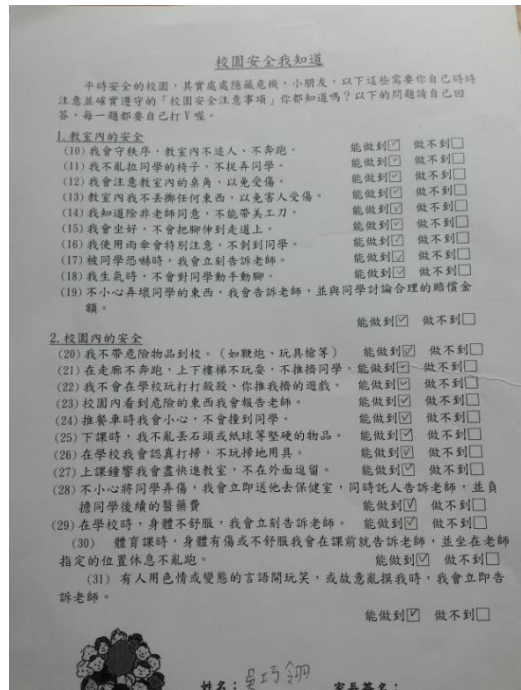 校園安全我知道
平時安全的校園，其實處處隱藏危機，小朋友，以下這些需要你自己時時
注意並確實遵守的「校園安全注意事項」你都知道嗎？以下的問題請自己回
答，每一題都要自己打V喔。
1.教室內的安全
(10)我會守秩序，教室內不追人、不奔跑。 能做到☑ 做不到☐
(11)我不亂拉同學的椅子，不捉弄同學。 能做到☑ 做不到☐
(12)我會注意教室內的桌角，以免受傷。 能做到☑ 做不到☐
(13)教室內我不丟擲任何東西，以免害人受傷。 能做到☑ 做不到☐
(14)我知道除非老師同意，不能帶美工刀。 能做到☑ 做不到☐
(15)我會坐好，不會把腳伸到走道上。 能做到☑ 做不到☐
(16)我使用雨傘會特別注意，不刺到同學。 能做到☑ 做不到☐
(17)被同學恐嚇時，我會立刻告訴老師。 能做到☑ 做不到☐
(18)我生氣時，不會對同學動手動腳。 能做到☑ 做不到☐
(19)不小心弄壞同學的東西，我會告訴老師，並與同學討論合理的賠償金
額。
能做到☑ 做不到☐
2.校園內的安全
(20)我不帶危險物品到校。（如鞭炮、玩具槍等） 能做到☑ 做不到☐
(21)在走廊不奔跑，上下樓梯不玩耍，不推擠同學。能做到☑ 做不到☐
(22)我不會在學校玩打打殺殺、你推我擠的遊戲。 能做到☑ 做不到☐
(23)校園內看到危險的東西我會報告老師。 能做到☑ 做不到☐
(24)推餐車時我會小心，不會撞到同學。 能做到☑ 做不到☐
(25)下課時，我不亂丟石頭或紙球等堅硬的物品。 能做到☑ 做不到☐
(26)在學校我會認真打掃，不玩掃地用具。 能做到☑ 做不到☐
(27)上課鐘響我會盡快進教室，不在外面逗留。 能做到☑ 做不到☐
(28)不小心將同學弄傷，我會立即送他去保健室，同時託人告訴老師，並負
擔同學後續的醫藥費 能做到☑ 做不到☐
(29)在學校時，身體不舒服，我會立刻告訴老師。 能做到☑ 做不到☐
(30) 體育課時，身體有傷或不舒服我會在課前就告訴老師，並坐在老師
指定的位置休息不亂跑。 能做到☑ 做不到☐
(31) 有人用色情或變態的言語開玩笑，或故意亂摸我時，我會立即告
訴老師。
能做到☑ 做不到☐
姓名：吳巧翎 家長簽名：